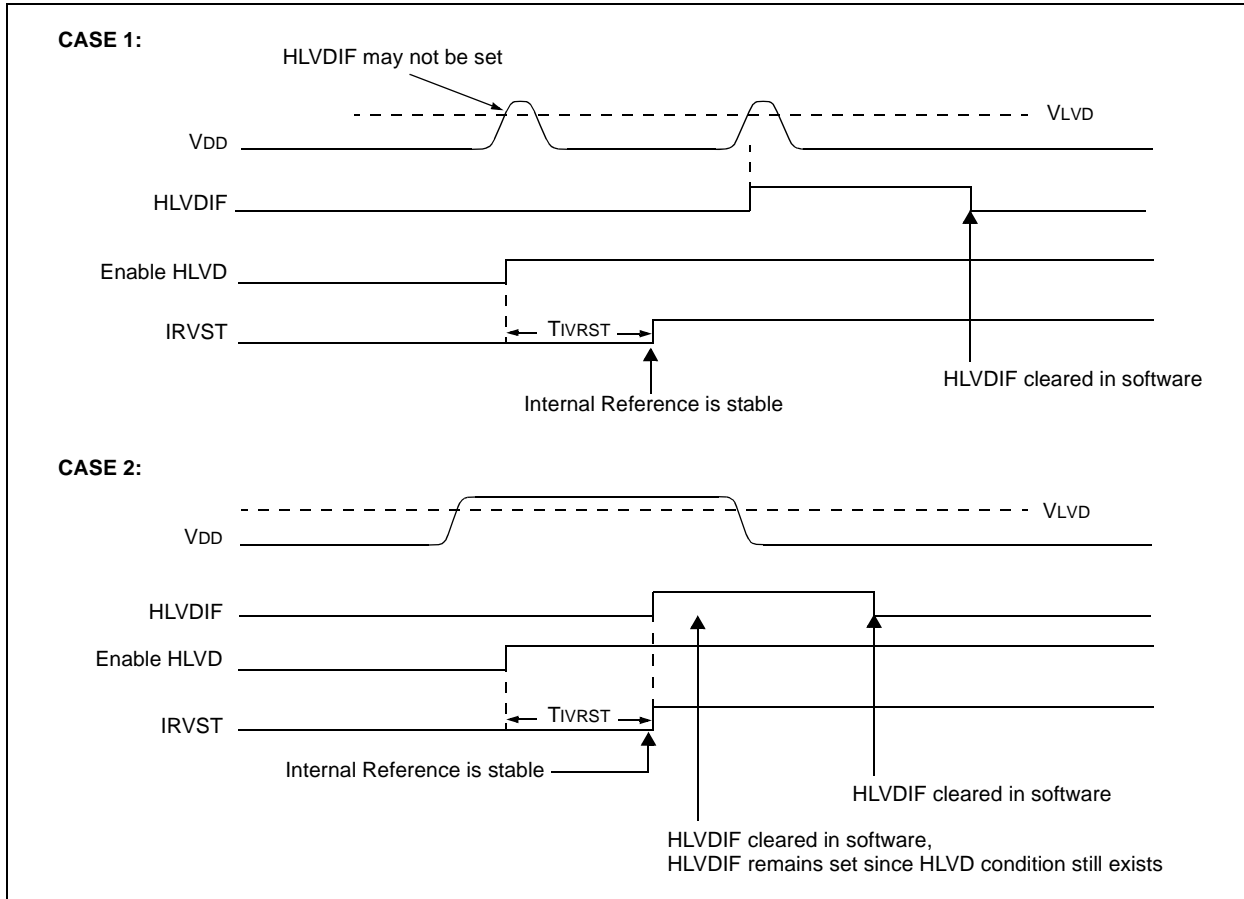 CASE 1:
HLVDIF may not be set
VLVD
VDD
HLVDIF
Enable HLVD
TIVRST
IRVST
HLVDIF cleared in software
Internal Reference is stable
CASE 2:
VLVD
VDD
HLVDIF
Enable HLVD
TIVRST
IRVST
Internal Reference is stable
HLVDIF cleared in software
HLVDIF cleared in software,
HLVDIF remains set since HLVD condition still exists